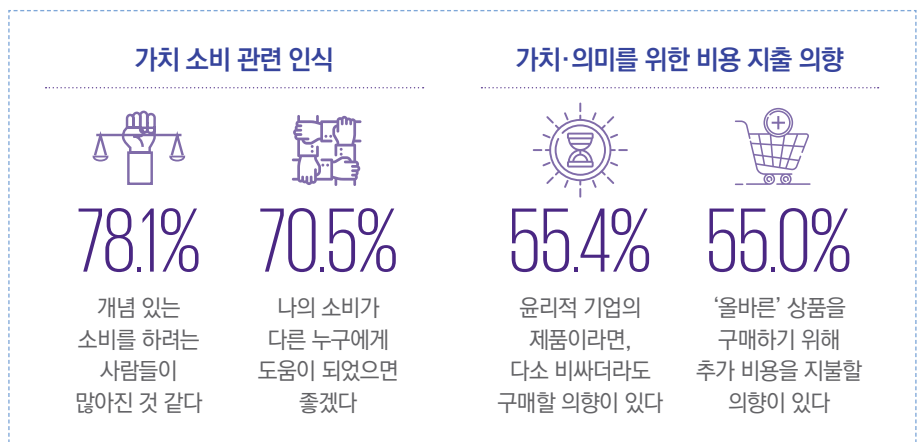 가치 소비 관련 인식
78.1%
개념 있는
소비를 하려는
사람들이
많아진 것 같다
70.5%
나의 소비가
다른 누구에게
도움이 되었으면
좋겠다
가치·의미를 위한 비용 지출 의향
55.4%
윤리적 기업의
제품이라면,
다소 비싸더라도
구매할 의향이 있다
55.0%
‘올바른’ 상품을
구매하기 위해
추가 비용을 지불할
의향이 있다